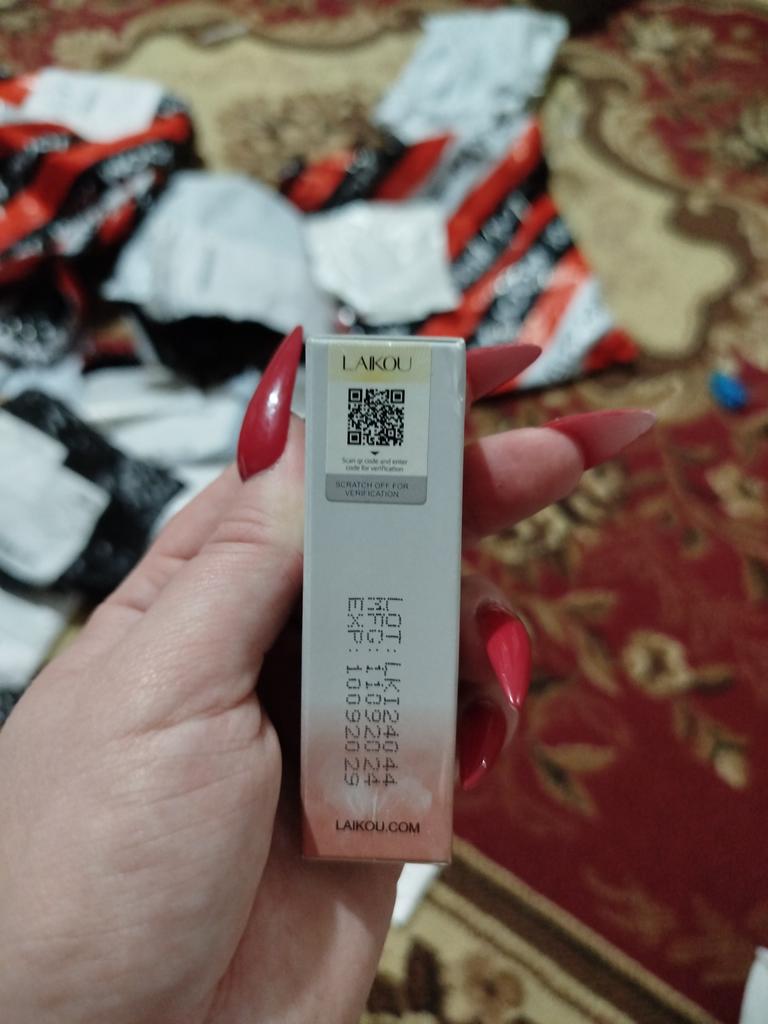 LAIKOU
Scan qr code and enter
code for verification
SCRATCH OFF FOR
VERIFICATION
LOT: LKI24044
MFG: 11092024
EXP: 10092029
LAIKOU.COM